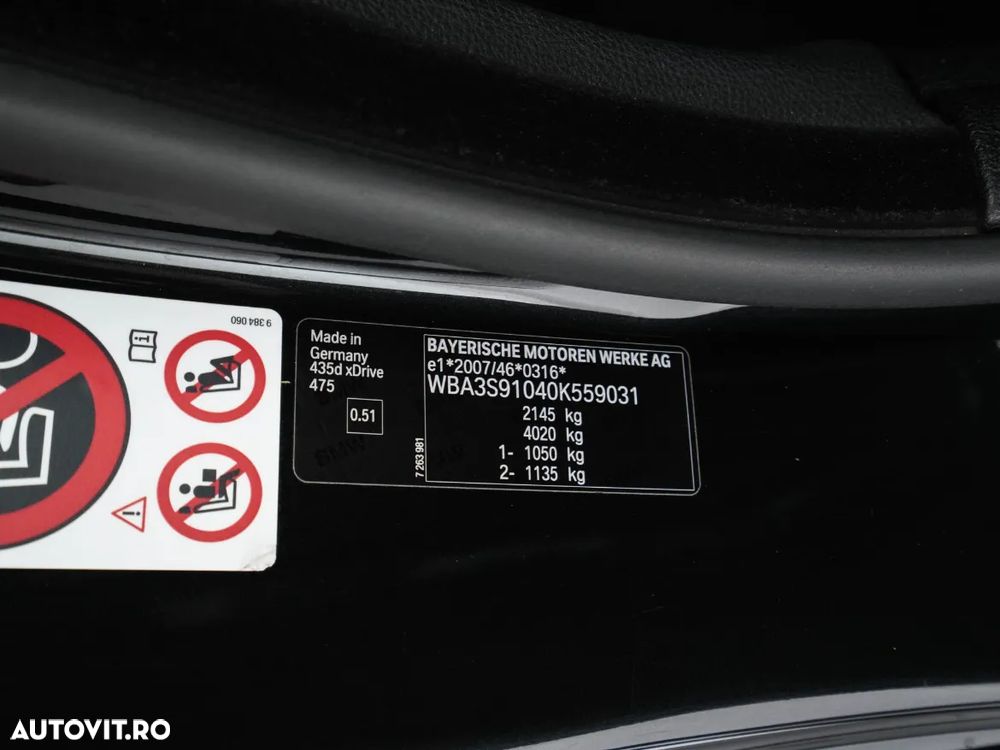 9 384 060
Made in
Germany
435d xDrive
475
0.51
7 263 981
BAYERISCHE MOTOREN WERKE AG
e1*2007/46*0316*
WBA3S91040K559031
2145 kg
4020 kg
1- 1050 kg
2- 1135 kg
AUTOVIT.RO